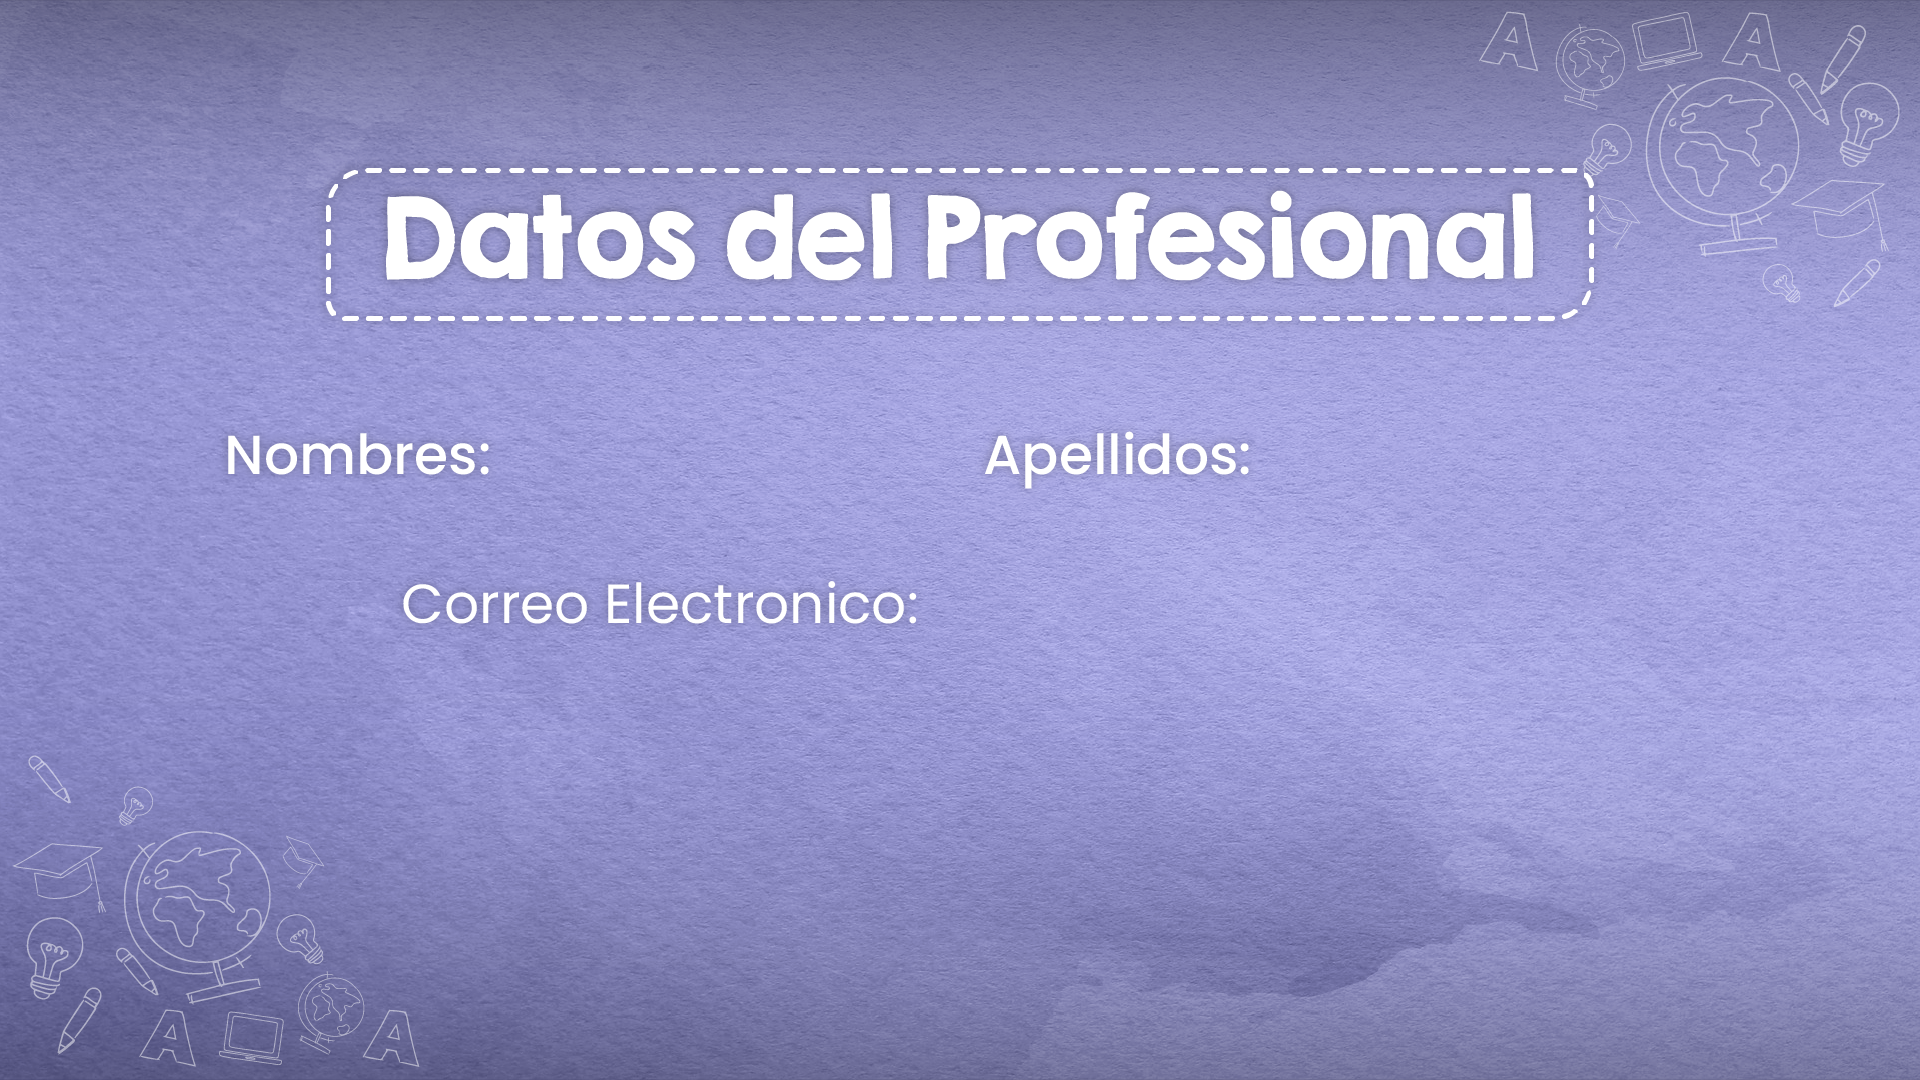 A A
Datos del Profesional
Nombres: Apellidos:
Correo Electronico:
A A